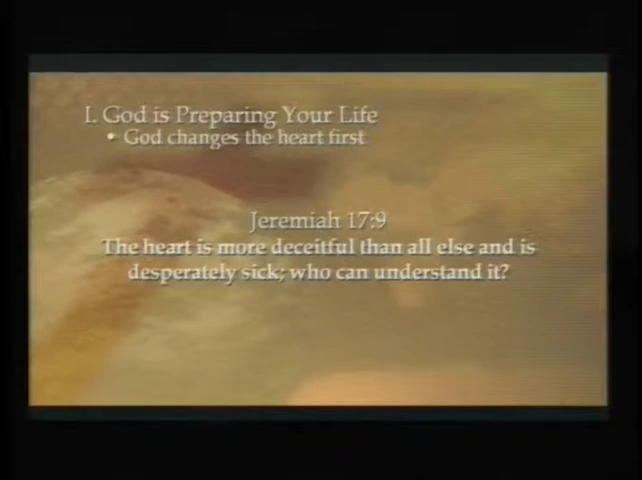 I. God is Preparing Your Life
• God changes the heart first
Jeremiah 17:9
The heart is more deceitful than all else and is
desperately sick; who can understand it?